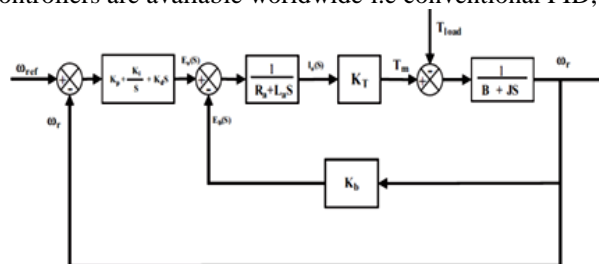 ontrollers are available worldwide i.e conventional PID,
T_load
ω_ref
+
-
K_p + K_i/S + K_dS
E_a(S)
+
-
1/(R_a+L_aS)
I_a(S)
K_T
T_m
-
+
1/(B + JS)
ω_r
ω_r
E_b(S)
K_b